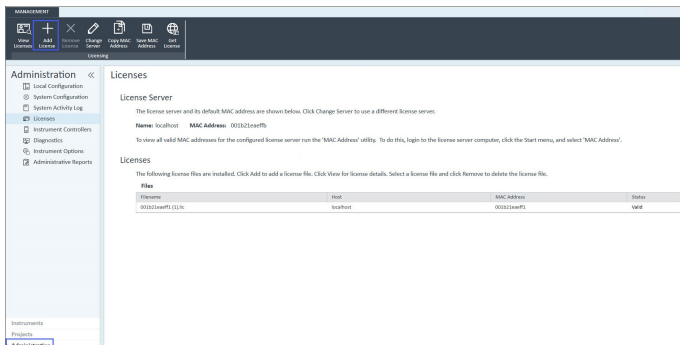 MANAGEMENT
View Licenses
Add License
Remove License
Change Server
Copy MAC Address
Save MAC Address
Get License
Licensing
Administration «
Local Configuration
System Configuration
System Activity Log
Licenses
Instrument Controllers
Diagnostics
Instrument Options
Administrative Reports
Instruments
Projects
Administration
Licenses
License Server
The license server and its default MAC address are shown below. Click Change Server to use a different license server.
Name: localhost MAC Address: 001b21eaeffb
To view all valid MAC addresses for the configured license server run the 'MAC Address' utility. To do this, login to the license server computer, click the Start menu, and select 'MAC Address'.
Licenses
The following license files are installed. Click Add to add a license file. Click View for license details. Select a license file and click Remove to delete the license file.
Files
Filename Host MAC Address Status
001b21eaeff1 (1).lic localhost 001b21eaeff1 Valid